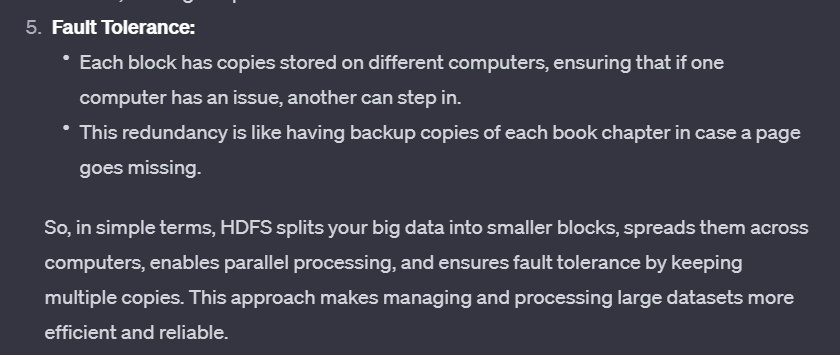 5. Fault Tolerance:
• Each block has copies stored on different computers, ensuring that if one
computer has an issue, another can step in.
• This redundancy is like having backup copies of each book chapter in case a page
goes missing.
So, in simple terms, HDFS splits your big data into smaller blocks, spreads them across
computers, enables parallel processing, and ensures fault tolerance by keeping
multiple copies. This approach makes managing and processing large datasets more
efficient and reliable.